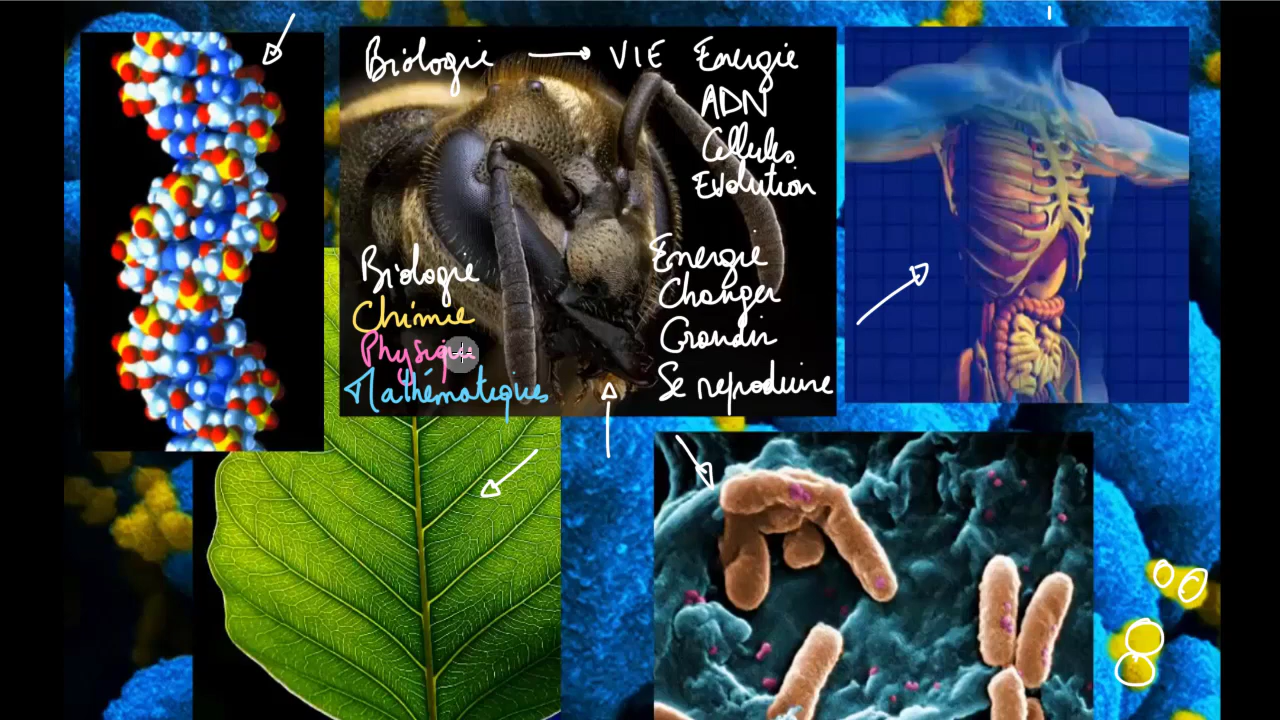 Biologie → VIE Energie
ADN
Cellules
Evolution
Biologie
Chimie
Physique
Mathématiques
Energie
Changer
Grandir
Se reproduire